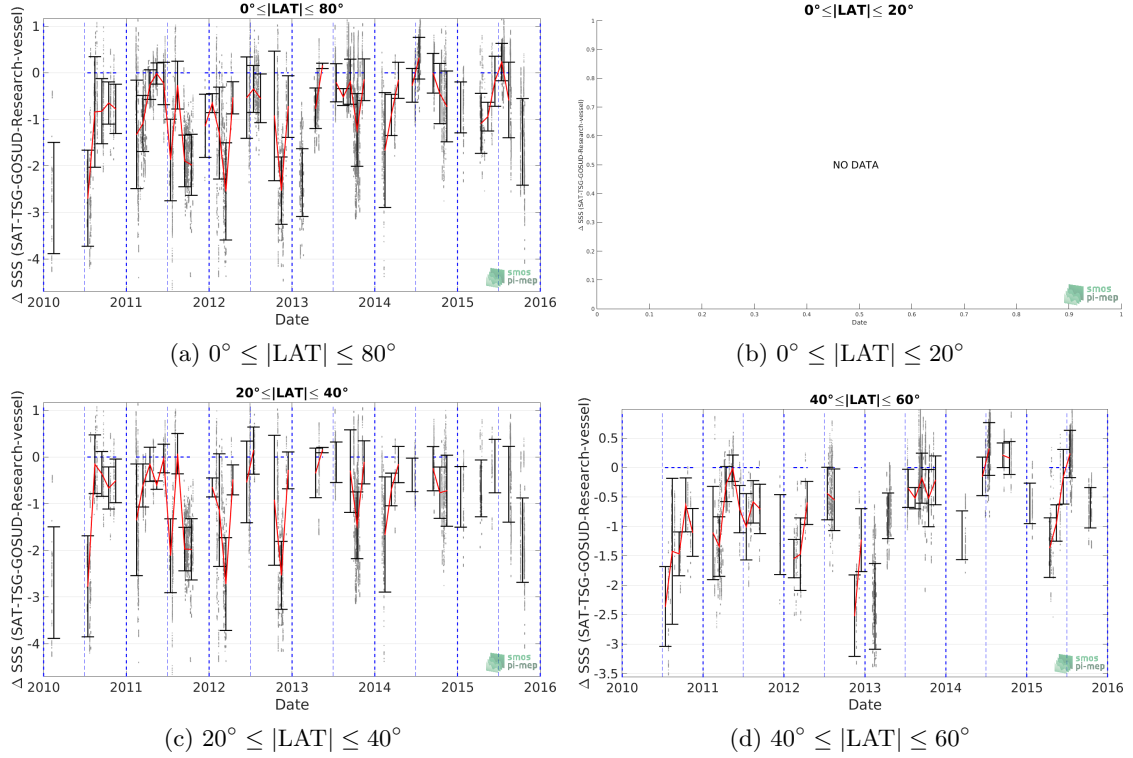 0°≤|LAT|≤ 80°
Δ SSS (SAT-TSG-GOSUD-Research-vessel)
1
0
-1
-2
-3
-4
2010 2011 2012 2013 2014 2015 2016
Date
smos
pi-mep
(a) 0° ≤ |LAT| ≤ 80°
0°≤|LAT|≤ 20°
Δ SSS (SAT-TSG-GOSUD-Research-vessel)
1
0.9
0.8
0.7
0.6
0.5
0.4
0.3
0.2
0.1
0
NO DATA
0 0.1 0.2 0.3 0.4 0.5 0.6 0.7 0.8 0.9 1
Date
smos
pi-mep
(b) 0° ≤ |LAT| ≤ 20°
20°≤|LAT|≤ 40°
Δ SSS (SAT-TSG-GOSUD-Research-vessel)
1
0
-1
-2
-3
-4
2010 2011 2012 2013 2014 2015 2016
Date
smos
pi-mep
(c) 20° ≤ |LAT| ≤ 40°
40°≤|LAT|≤ 60°
Δ SSS (SAT-TSG-GOSUD-Research-vessel)
0.5
0
-0.5
-1
-1.5
-2
-2.5
-3
-3.5
2010 2011 2012 2013 2014 2015 2016
Date
smos
pi-mep
(d) 40° ≤ |LAT| ≤ 60°